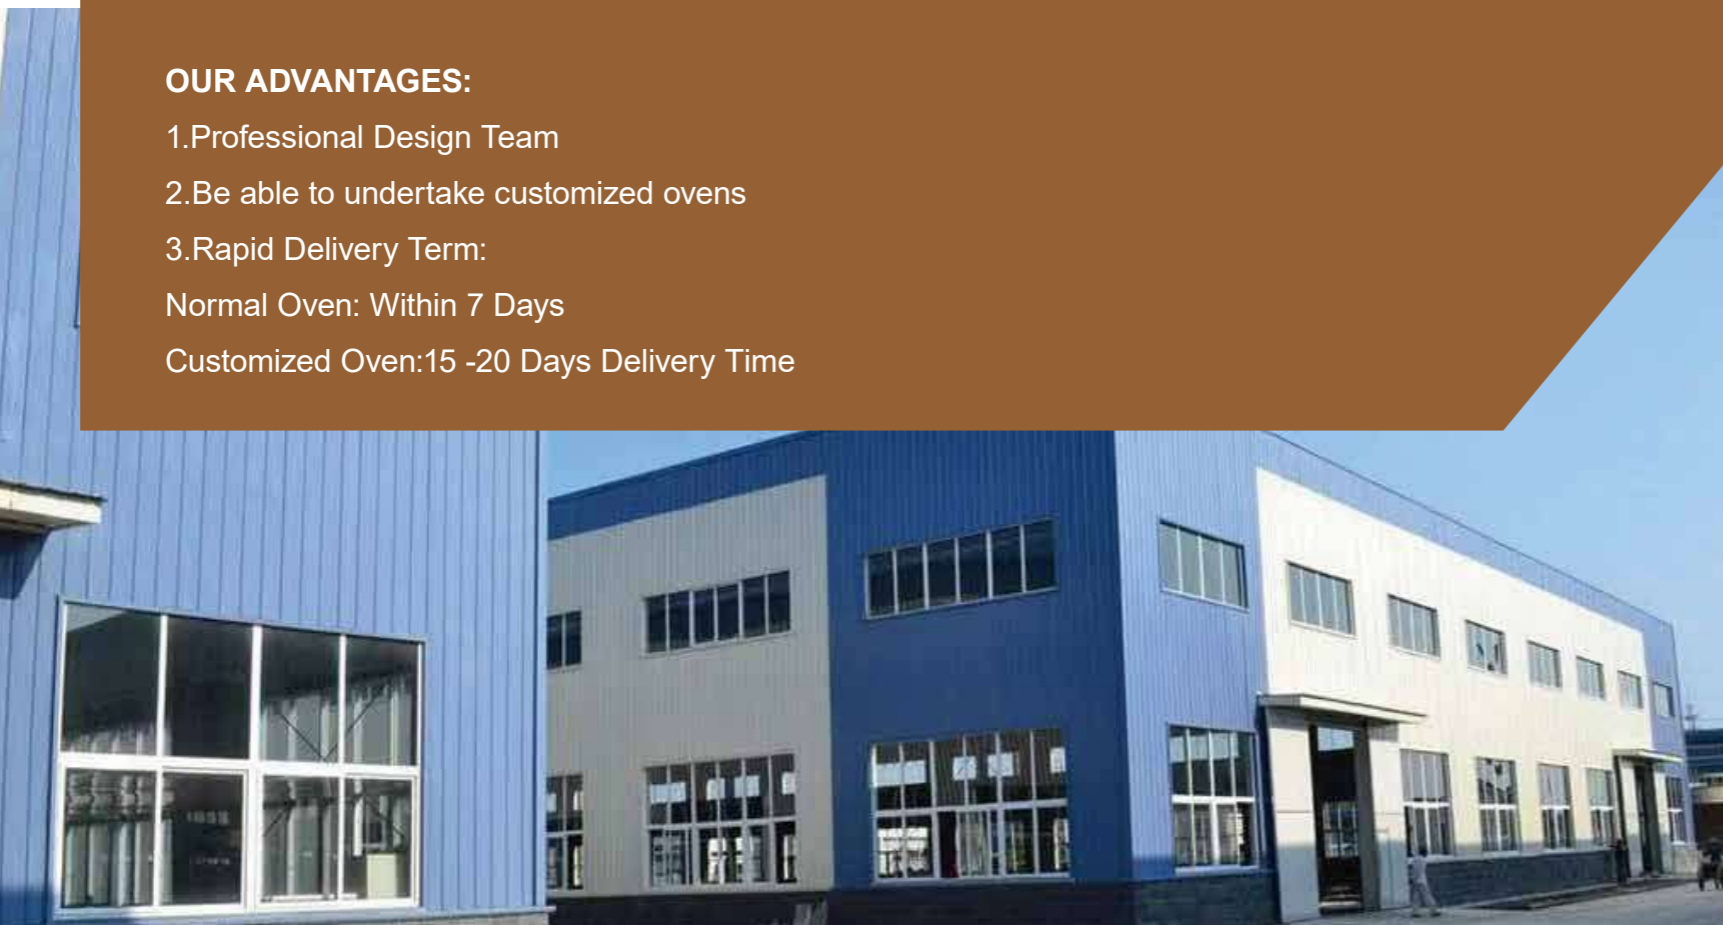 OUR ADVANTAGES:
1.Professional Design Team
2.Be able to undertake customized ovens
3.Rapid Delivery Term:
Normal Oven: Within 7 Days
Customized Oven:15 -20 Days Delivery Time